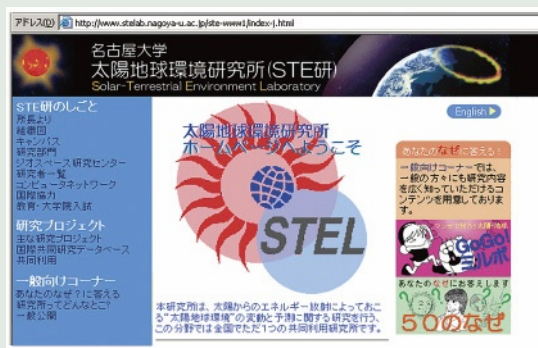 アドレス(D) http://www.stelab.nagoya-u.ac.jp/ste-www1/index-j.html
名古屋大学
太陽地球環境研究所(STE研)
Solar-Terrestrial Environment Laboratory
English
STE研のしごと
所長より
組織図
キャンパス
研究部門
ジオスペース研究センター
研究者一覧
コンピュータネットワーク
国際協力
教育・大学院入試
研究プロジェクト
主な研究プロジェクト
国際共同研究データベース
共同利用
一般向けコーナー
あなたのなぜ?に答える
研究所ってどんなとこ?
一般公開
太陽地球環境研究所
ホームページへようこそ
STEL
本研究所は、太陽からのエネルギー放射によっておこ
る"太陽地球環境"の変動と予測に関する研究を行う、
この分野では全国でただ1つの共同利用研究所です。
あなたのなぜに答える!
一般向けコーナーでは、
一般の方々にも研究内容
を広く知っていただけるコ
ンテンツを用意しておりま
す。
GoGo!
ミルボ
あなたのなぜにお答えします
50のなぜ